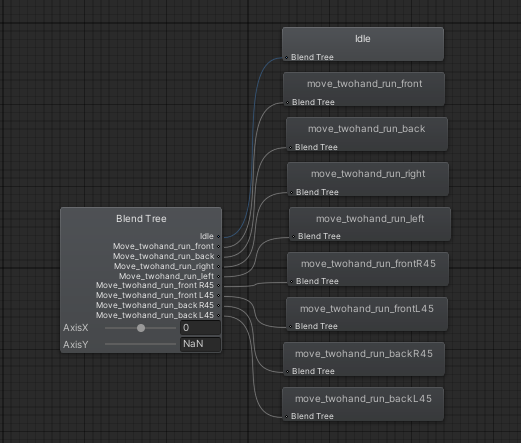 Idle
Blend Tree
move_twohand_run_front
Blend Tree
move_twohand_run_back
Blend Tree
move_twohand_run_right
Blend Tree
move_twohand_run_left
Blend Tree
move_twohand_run_frontR45
Blend Tree
move_twohand_run_frontL45
Blend Tree
move_twohand_run_backR45
Blend Tree
move_twohand_run_backL45
Blend Tree
Blend Tree
Idle
Move_twohand_run_front
Move_twohand_run_back
Move_twohand_run_right
Move_twohand_run_left
Move_twohand_run_front R45
Move_twohand_run_front L45
Move_twohand_run_back R45
Move_twohand_run_back L45
AxisX 0
AxisY NaN